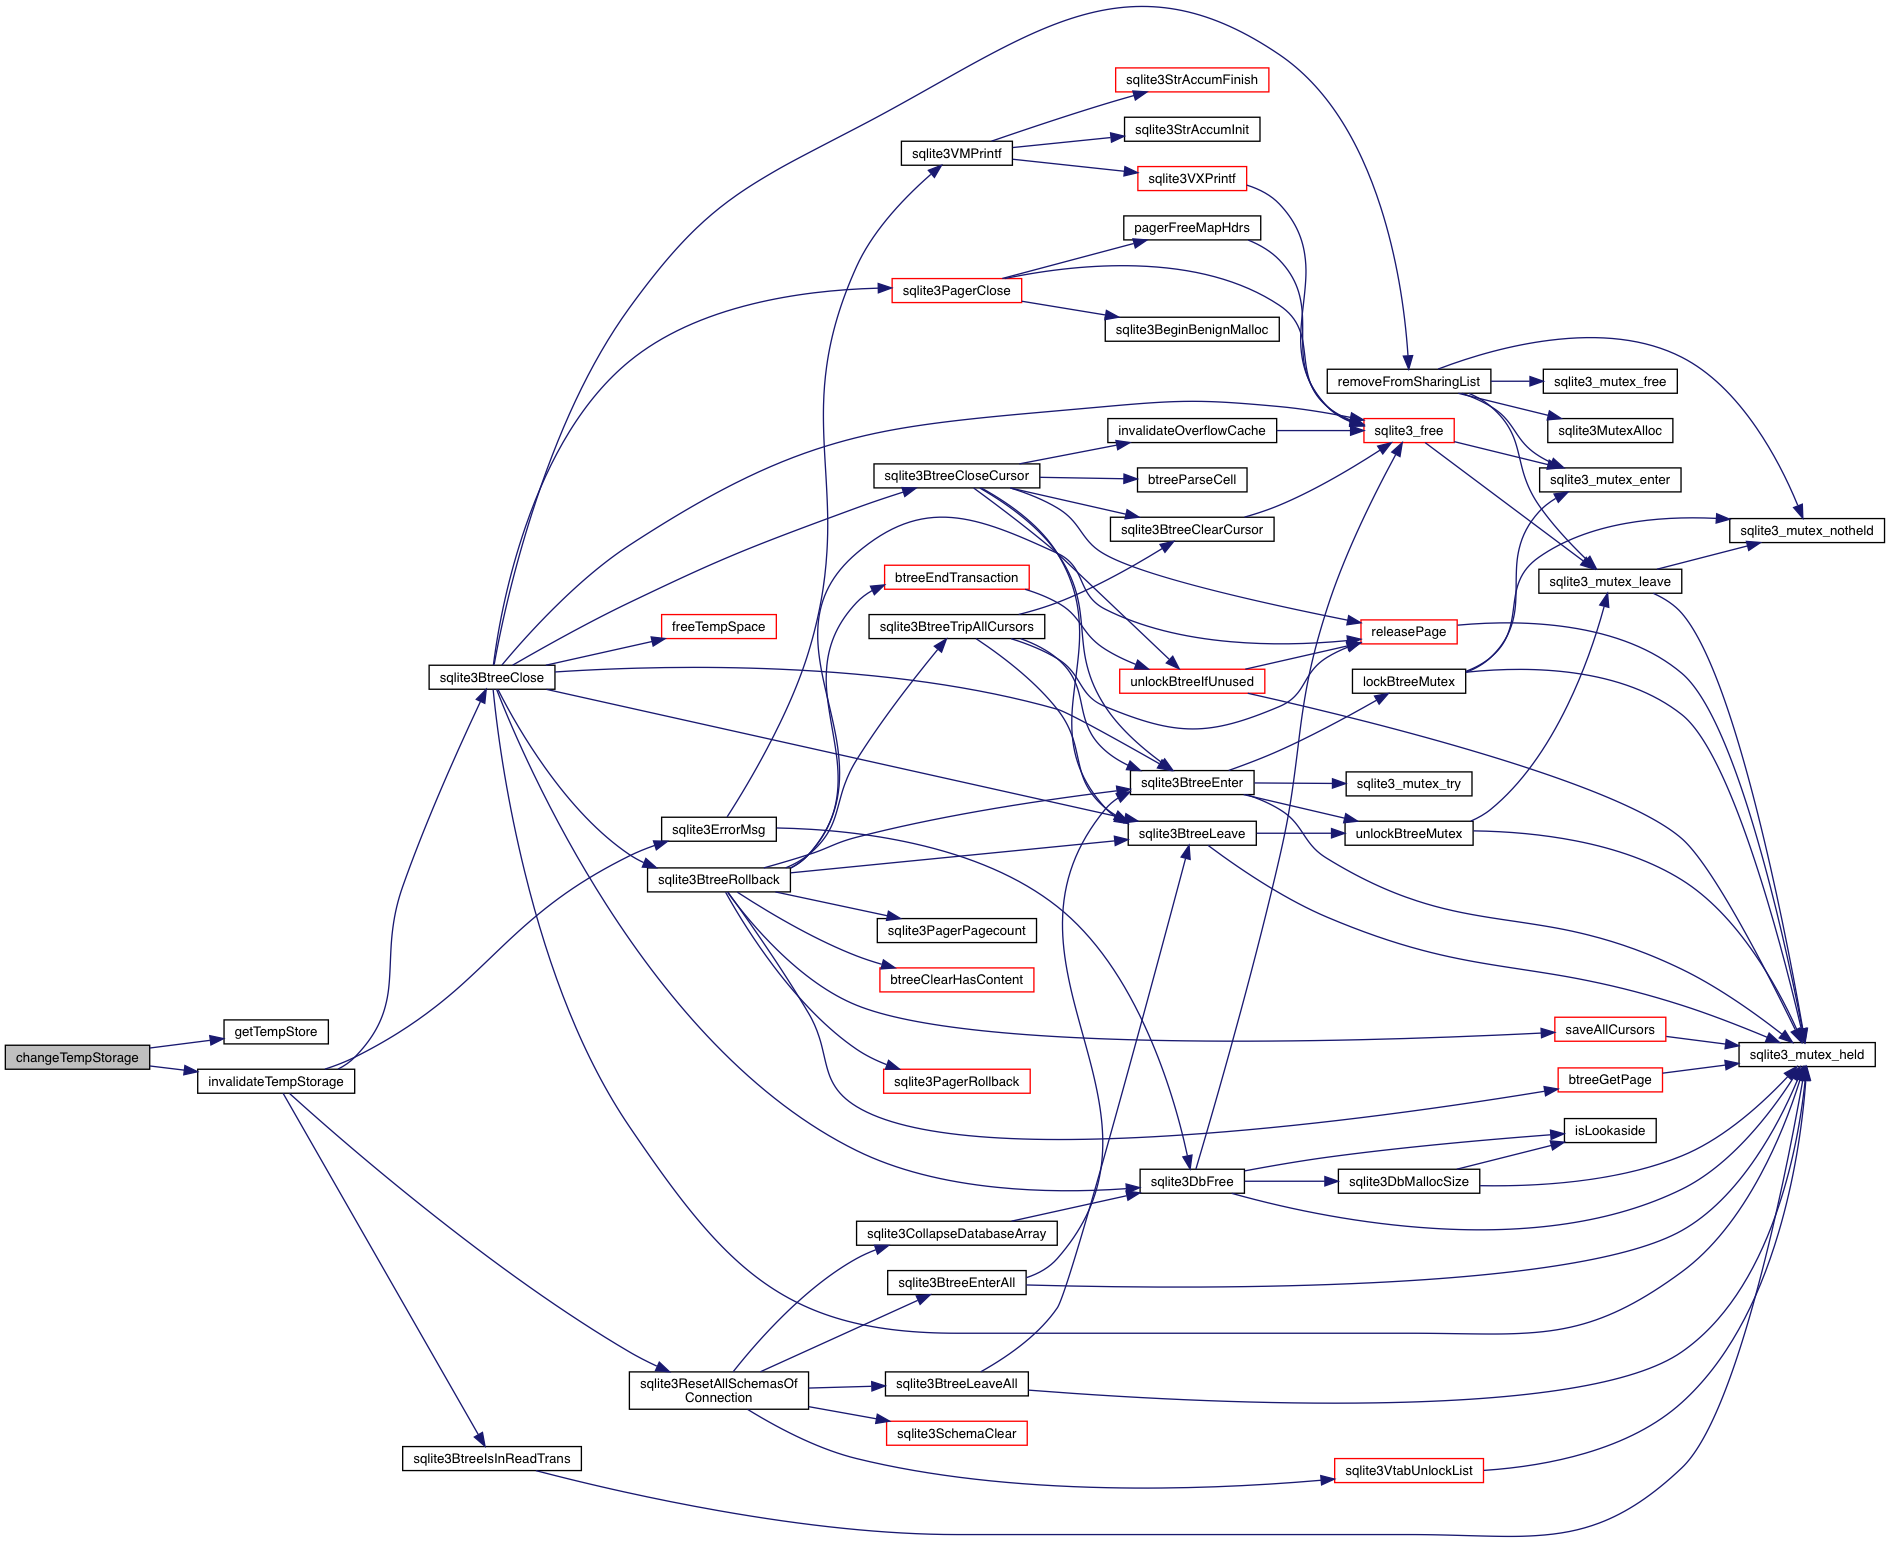 sqlite3StrAccumFinish
sqlite3StrAccumInit
sqlite3VMPrintf
sqlite3VXPrintf
pagerFreeMapHdrs
sqlite3PagerClose
sqlite3BeginBenignMalloc
removeFromSharingList
sqlite3_mutex_free
invalidateOverflowCache
sqlite3_free
sqlite3MutexAlloc
sqlite3BtreeCloseCursor
btreeParseCell
sqlite3_mutex_enter
sqlite3BtreeClearCursor
sqlite3_mutex_notheld
btreeEndTransaction
sqlite3_mutex_leave
freeTempSpace
sqlite3BtreeTripAllCursors
releasePage
sqlite3BtreeClose
unlockBtreeIfUnused
lockBtreeMutex
sqlite3BtreeEnter
sqlite3_mutex_try
sqlite3ErrorMsg
sqlite3BtreeLeave
unlockBtreeMutex
sqlite3BtreeRollback
sqlite3PagerPagecount
btreeClearHasContent
getTempStore
saveAllCursors
changeTempStorage
sqlite3_mutex_held
invalidateTempStorage
sqlite3PagerRollback
btreeGetPage
isLookaside
sqlite3DbFree
sqlite3DbMallocSize
sqlite3CollapseDatabaseArray
sqlite3BtreeEnterAll
sqlite3ResetAllSchemasOf
Connection
sqlite3BtreeLeaveAll
sqlite3SchemaClear
sqlite3BtreeIsInReadTrans
sqlite3VtabUnlockList